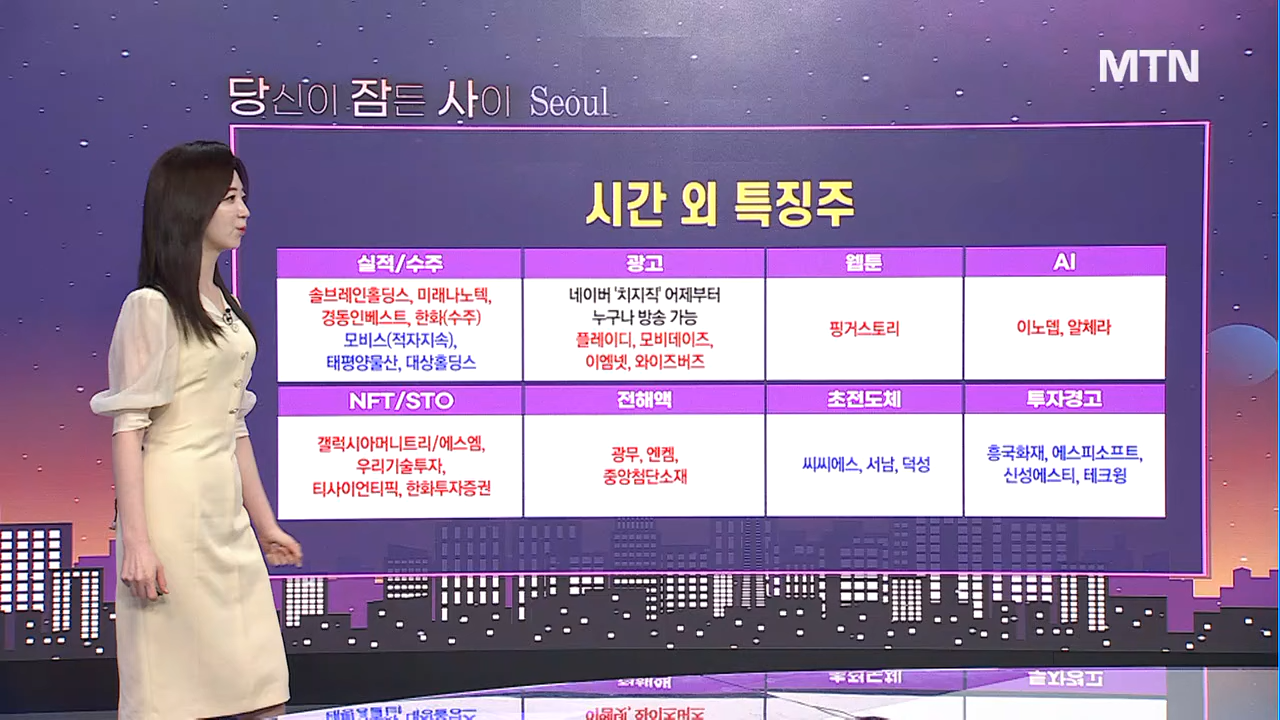 MTN
당신이 잠든 사이 Seoul
시간 외 특징주
실적/수주
솔브레인홀딩스, 미래나노텍,
경동인베스트, 한화(수주)
모비스(적자지속),
태평양물산, 대상홀딩스
광고
네이버 '치지직' 어제부터
누구나 방송 가능
플레이디, 모비데이즈,
이엠넷, 와이즈버즈
웹툰
핑거스토리
AI
이노뎁, 알체라
NFT/STO
갤럭시아머니트리/에스엠,
우리기술투자,
티사이언티픽, 한화투자증권
전해액
광무, 엔켐,
중앙첨단소재
초전도체
씨씨에스, 서남, 덕성
투자경고
흥국화재, 에스피소프트,
신성에스티, 테크윙